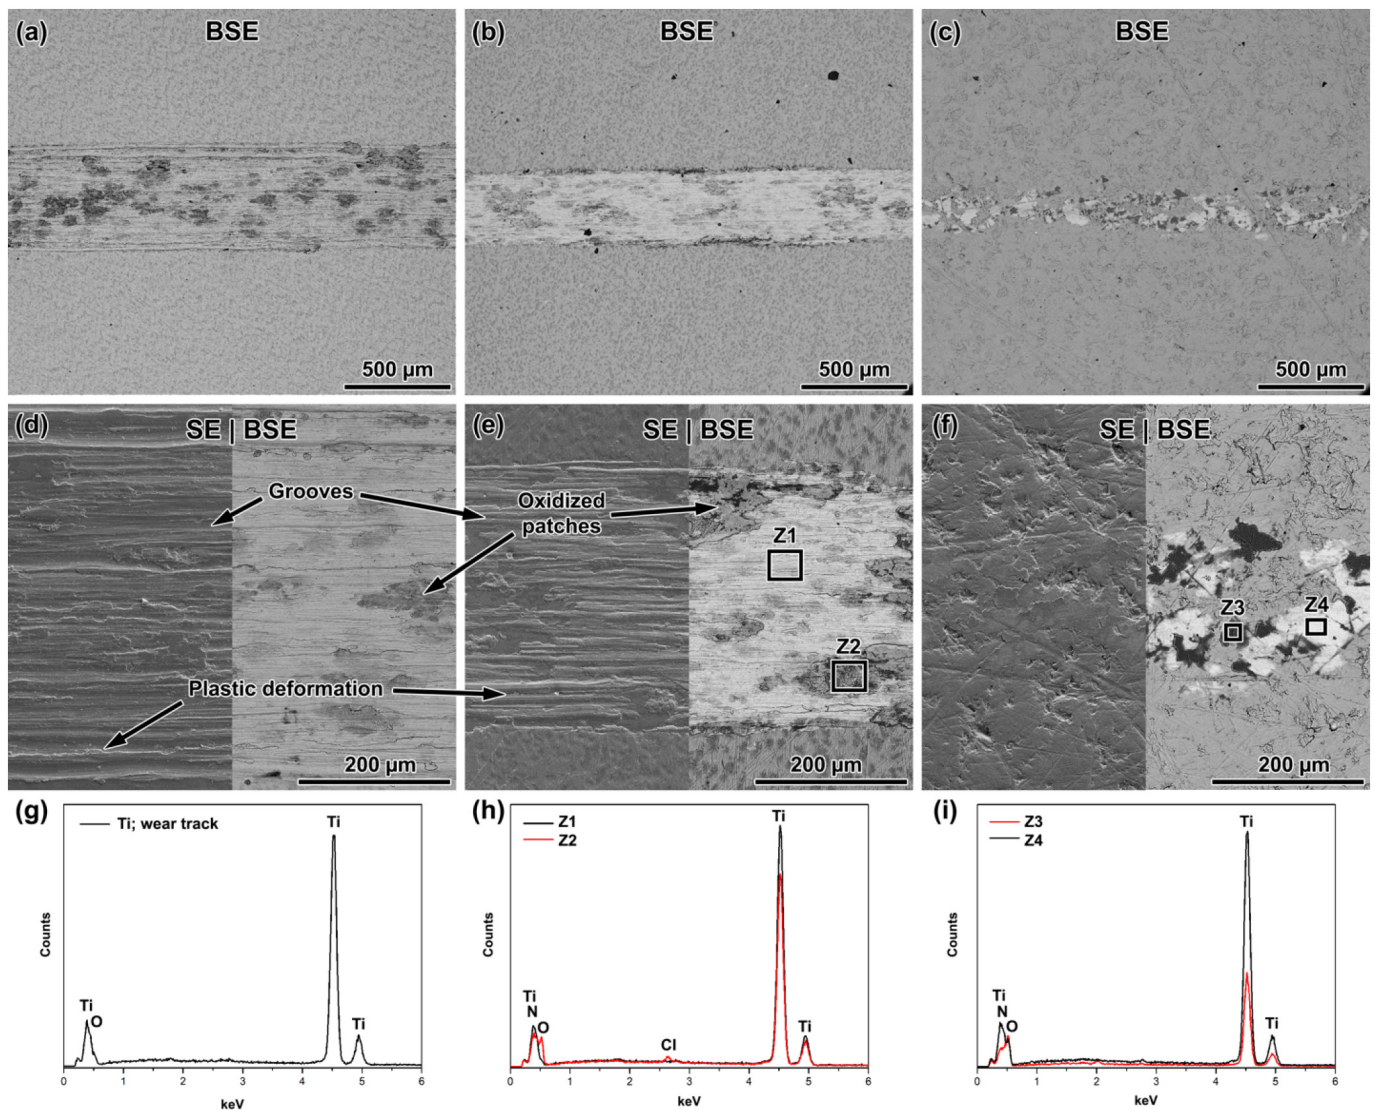 (a) BSE
500 µm
(b) BSE
500 µm
(c) BSE
500 µm
(d) SE | BSE
Grooves
Plastic deformation
200 µm
(e) SE | BSE
Oxidized
patches
Z1
Z2
200 µm
(f) SE | BSE
Z3 Z4
200 µm
(g)
Ti; wear track
Ti
Ti
O
Ti
Counts
0 1 2 3 4 5 6
keV
(h)
Z1
Z2
Ti
Ti
N
O
Cl
Ti
Counts
0 1 2 3 4 5 6
keV
(i)
Z3
Z4
Ti
Ti
N
O
Ti
Counts
0 1 2 3 4 5 6
keV